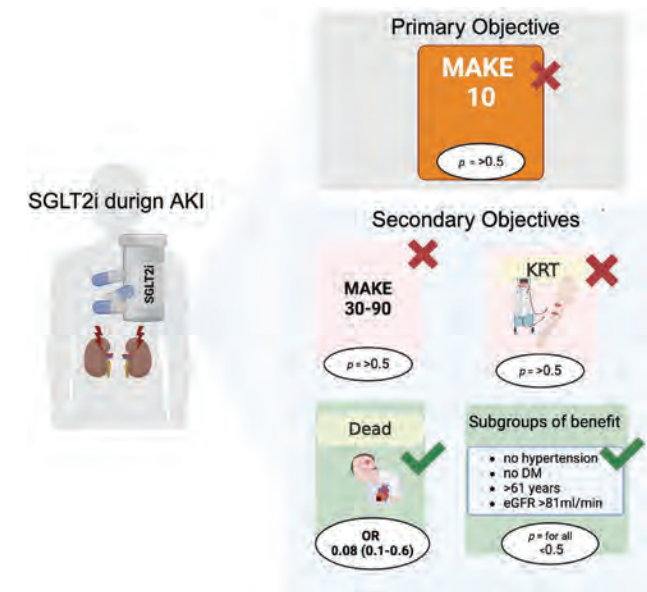 Primary Objective
MAKE
10
p = >0.5
SGLT2i durign AKI
SGLT2i
Secondary Objectives
MAKE
30-90
p = >0.5
KRT
p = >0.5
Dead
OR
0.08 (0.1-0.6)
Subgroups of benefit
• no hypertension
• no DM
• >61 years
• eGFR >81ml/min
p = for all
<0.5